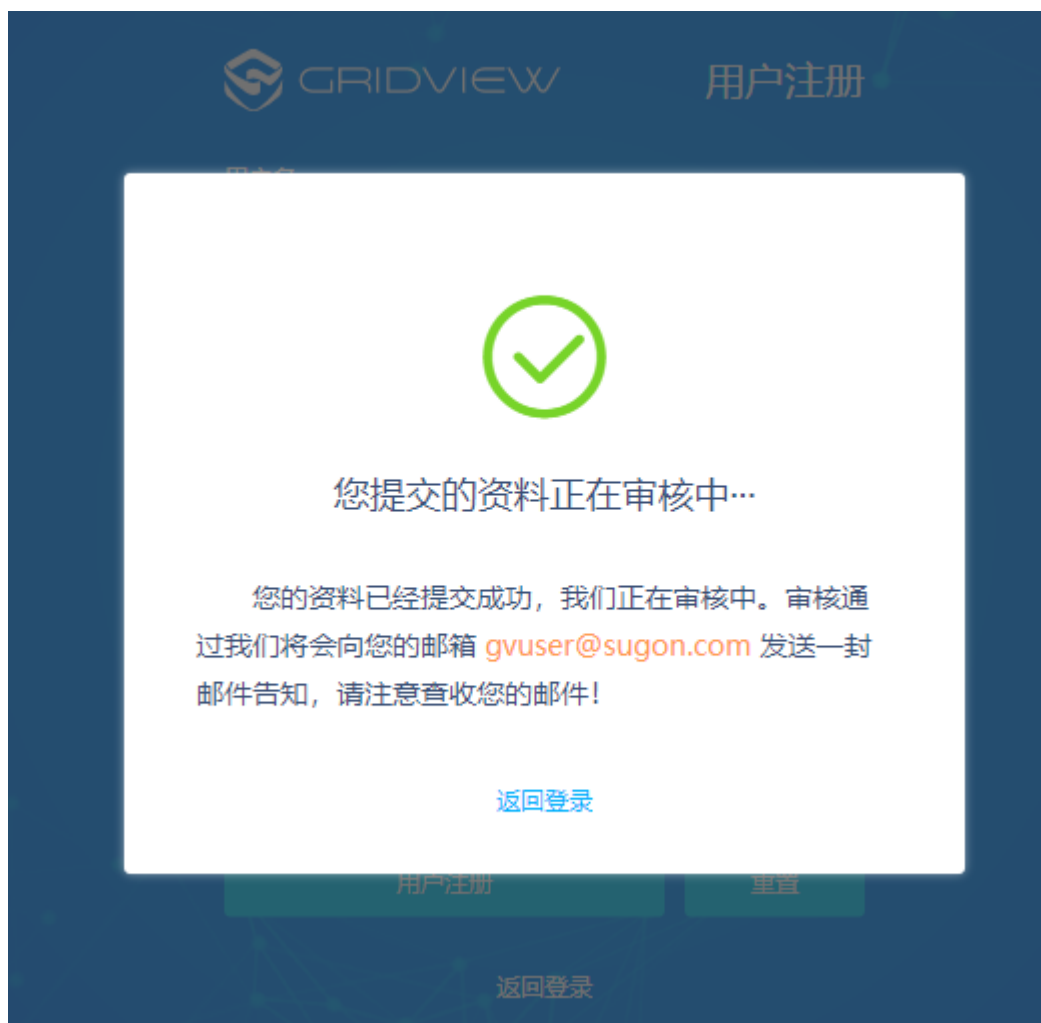 GRIDVIEW
用户注册
用户名
您提交的资料正在审核中···
您的资料已经提交成功，我们正在审核中。审核通
过我们将会向您的邮箱 gvuser@sugon.com 发送一封
邮件告知，请注意查收您的邮件！
返回登录
用户注册
重置
返回登录